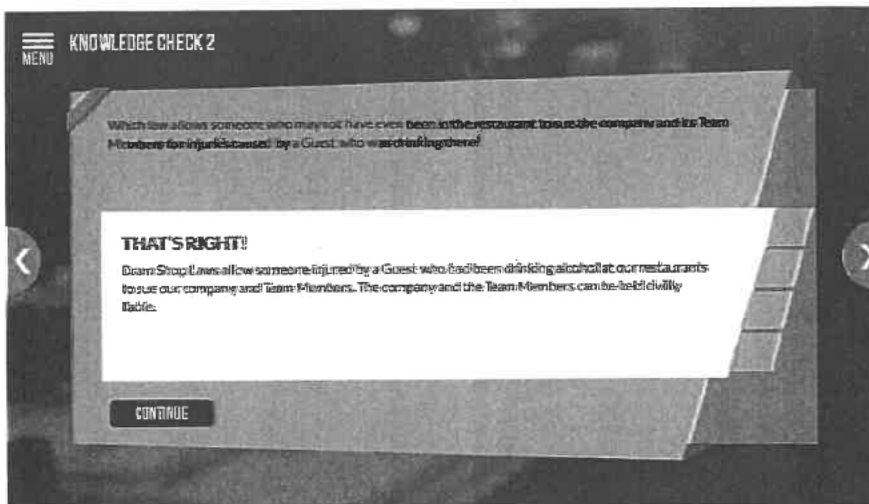 MENU
KNOWLEDGE CHECK 2
Which law allows someone who may not have even been in the restaurant to sue the company and its Team
Members for injuries caused by a Guest who was drinking there?
THAT'S RIGHT!
Dram Shop Laws allow someone injured by a Guest who had been drinking alcohol at our restaurants
to sue our company and Team Members. The company and the Team Members can be held civilly
liable.
CONTINUE